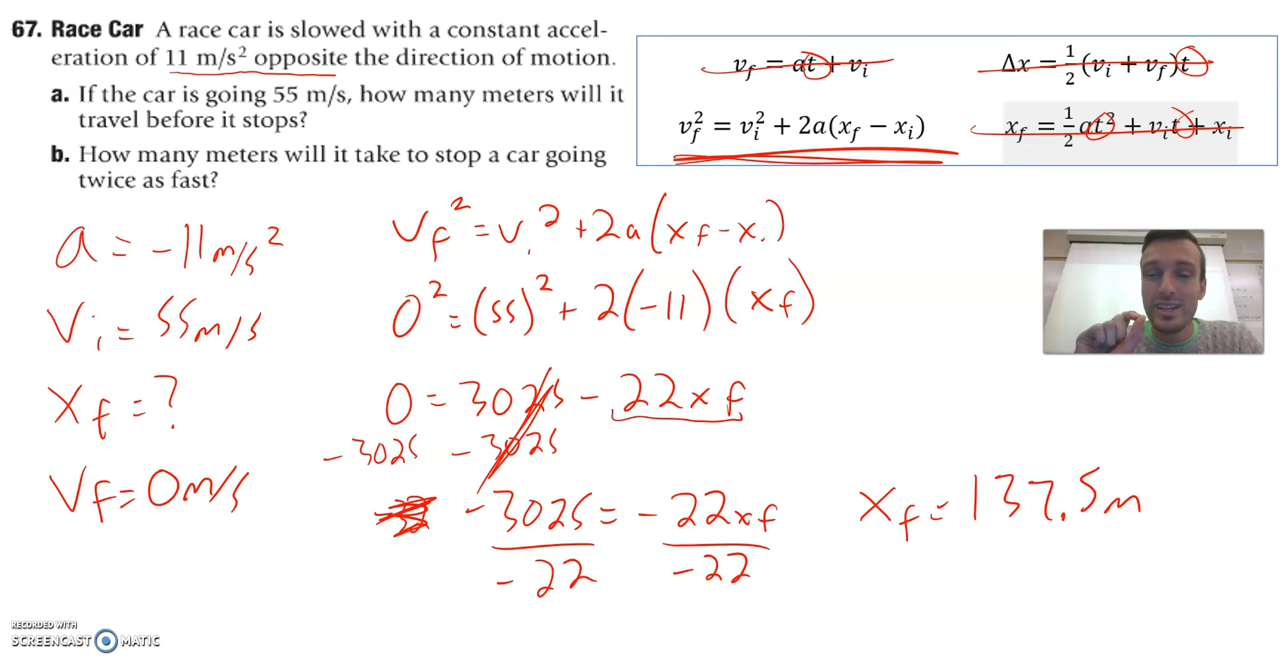 67. Race Car A race car is slowed with a constant accel-
eration of 11 m/s² opposite the direction of motion.
a. If the car is going 55 m/s, how many meters will it
travel before it stops?
b. How many meters will it take to stop a car going
twice as fast?
v_f = at + v_i
Δx = 1/2 (v_i + v_f)t
v_f² = v_i² + 2a(x_f − x_i)
x_f = 1/2 at² + v_i t + x_i
a = -11 m/s²
v_i = 55 m/s
x_f = ?
v_f = 0 m/s
v_f² = v_i² + 2a(x_f - x_i)
0² = (55)² + 2(-11)(x_f)
0 = 3025 - 22x_f
-3025 -3025
-3025 = -22x_f
-22 -22
x_f = 137.5 m
RECORDED WITH
SCREENCAST MATIC